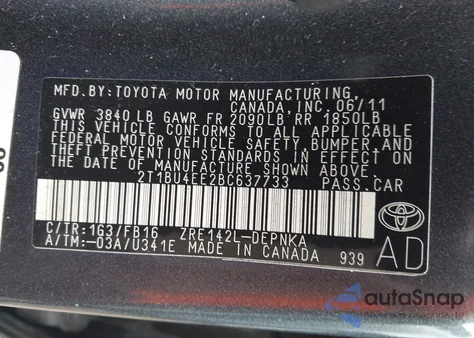 MFD.BY:TOYOTA MOTOR MANUFACTURING,
CANADA, INC. 06/11
GVWR 3840 LB GAWR FR 2090LB RR 1850LB
THIS VEHICLE CONFORMS TO ALL APPLICABLE
FEDERAL MOTOR VEHICLE SAFETY, BUMPER, AND
THEFT PREVENTION STANDARDS IN EFFECT ON
THE DATE OF MANUFACTURE SHOWN ABOVE.
2T1BU4EE2BC637733 PASS.CAR
C/TR:1G3/FB16 ZRE142L-DEPNKA
A/TM:-03A/U341E MADE IN CANADA 939
TOYOTA
AD
autoSnap
BY CARS